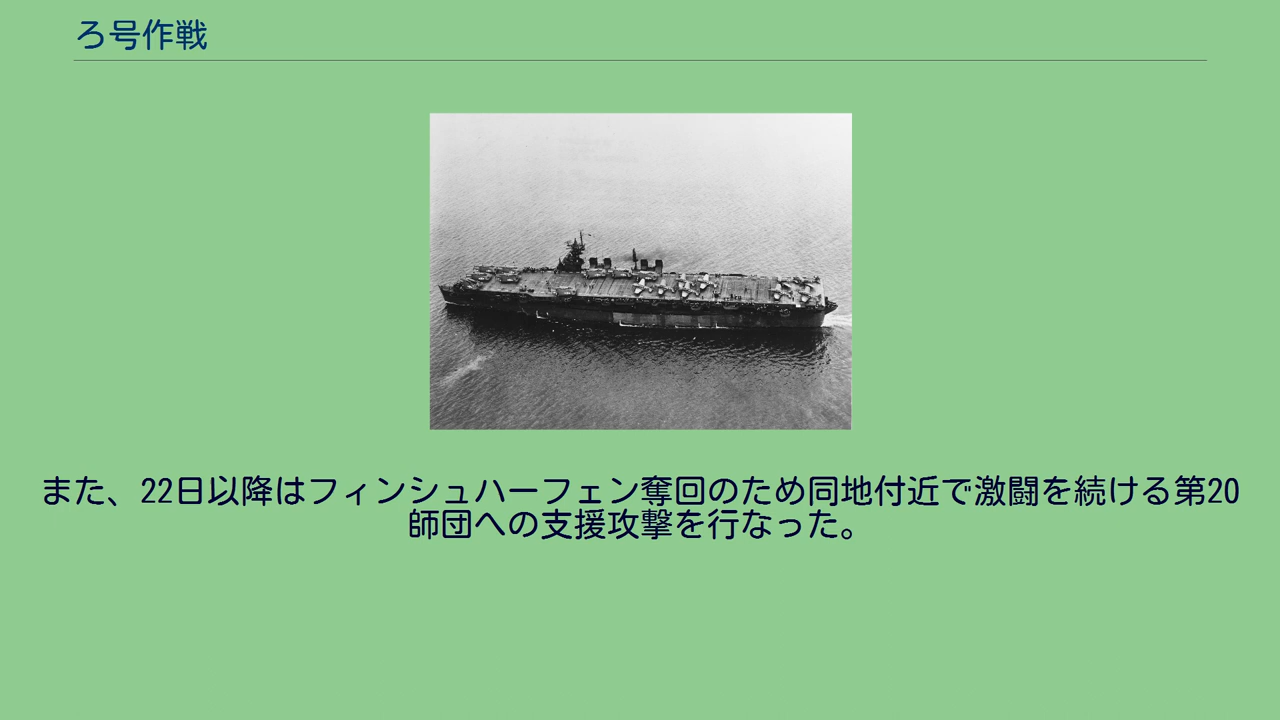 ろ号作戦
また、22日以降はフィンシュハーフェン奪回のため同地付近で激闘を続ける第20
師団への支援攻撃を行なった。